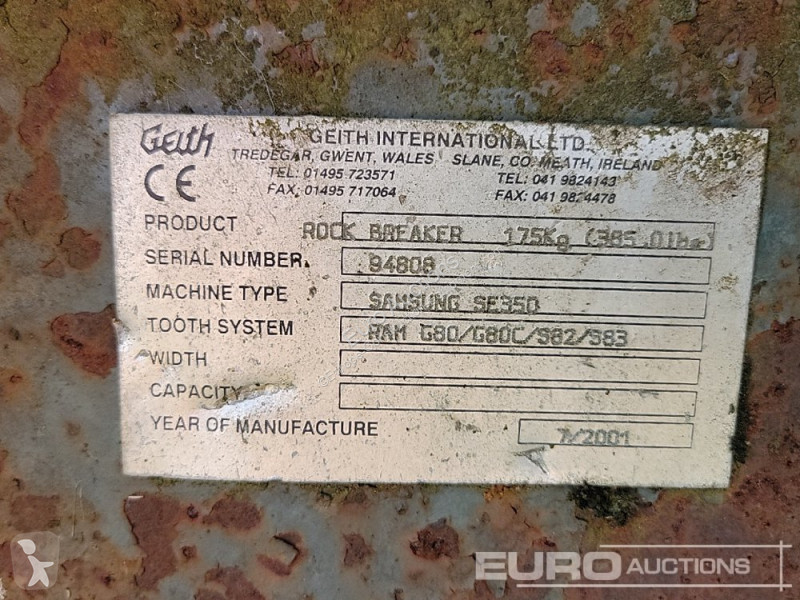 Geith
GEITH INTERNATIONAL LTD.
TREDEGAR, GWENT, WALES SLANE, CO. MEATH, IRELAND
TEL: 01495 723571 TEL: 041 9824143
FAX. 01495 717064 FAX: 041 9824478
CE
PRODUCT ROCK BREAKER 175Kg (385.0lbs)
SERIAL NUMBER 94808
MACHINE TYPE SAMSUNG SE350
TOOTH SYSTEM RAM G80/G80C/S82/S83
WIDTH
CAPACITY
YEAR OF MANUFACTURE 7/2001
EURO AUCTIONS